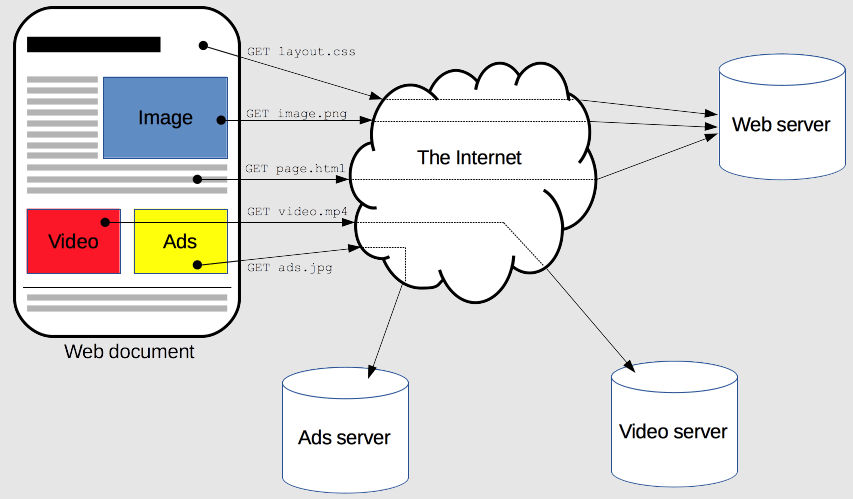 GET layout.css
Image
GET image.png
The Internet
Web server
GET page.html
GET video.mp4
Video
Ads
GET ads.jpg
Web document
Ads server
Video server